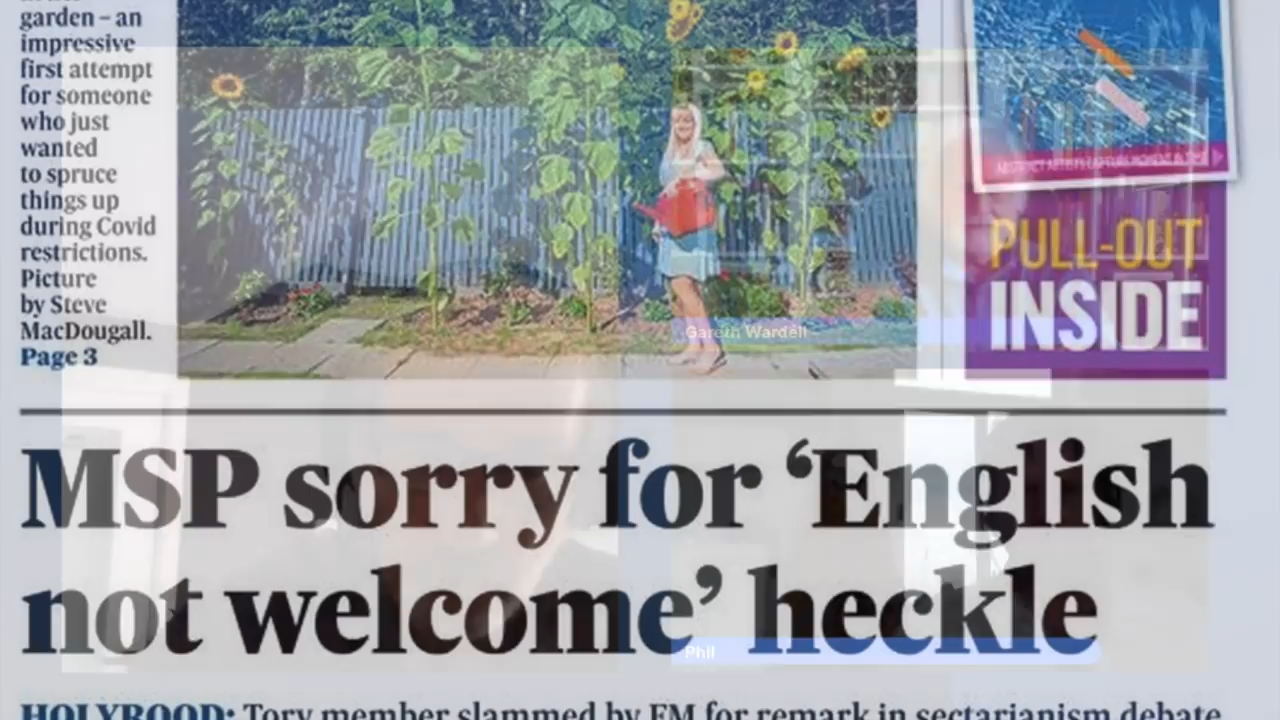 garden – an
impressive
first attempt
for someone
who just
wanted
to spruce
things up
during Covid
restrictions.
Picture
by Steve
MacDougall.
Page 3
PULL-OUT
INSIDE
Gareth Wardell
MSP sorry for ‘English
not welcome’ heckle
Phil
HOLYROOD: Tory member slammed by FM for remark in sectarianism debate